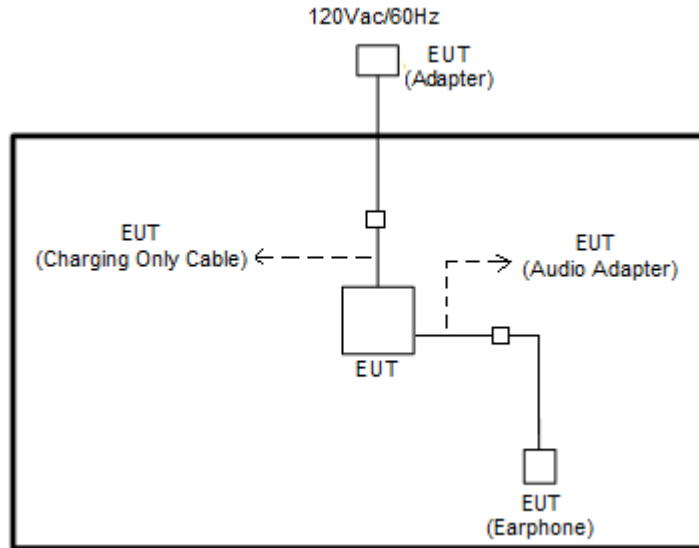 120Vac/60Hz
EUT
(Adapter)
EUT
(Charging Only Cable)
EUT
(Audio Adapter)
EUT
EUT
(Earphone)